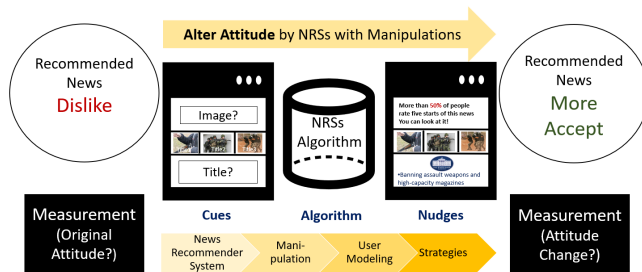 Alter Attitude by NRSs with Manipulations
Recommended
News
Dislike
Image?
Title?
NRSs
Algorithm
More than 50% of people
rate five starts of this news
You can look at it!
•Banning assault weapons and
high-capacity magazines
Recommended
News
More
Accept
Measurement
(Original
Attitude?)
Cues
Algorithm
Nudges
Measurement
(Attitude
Change?)
News
Recommender
System
Mani-
pulation
User
Modeling
Strategies